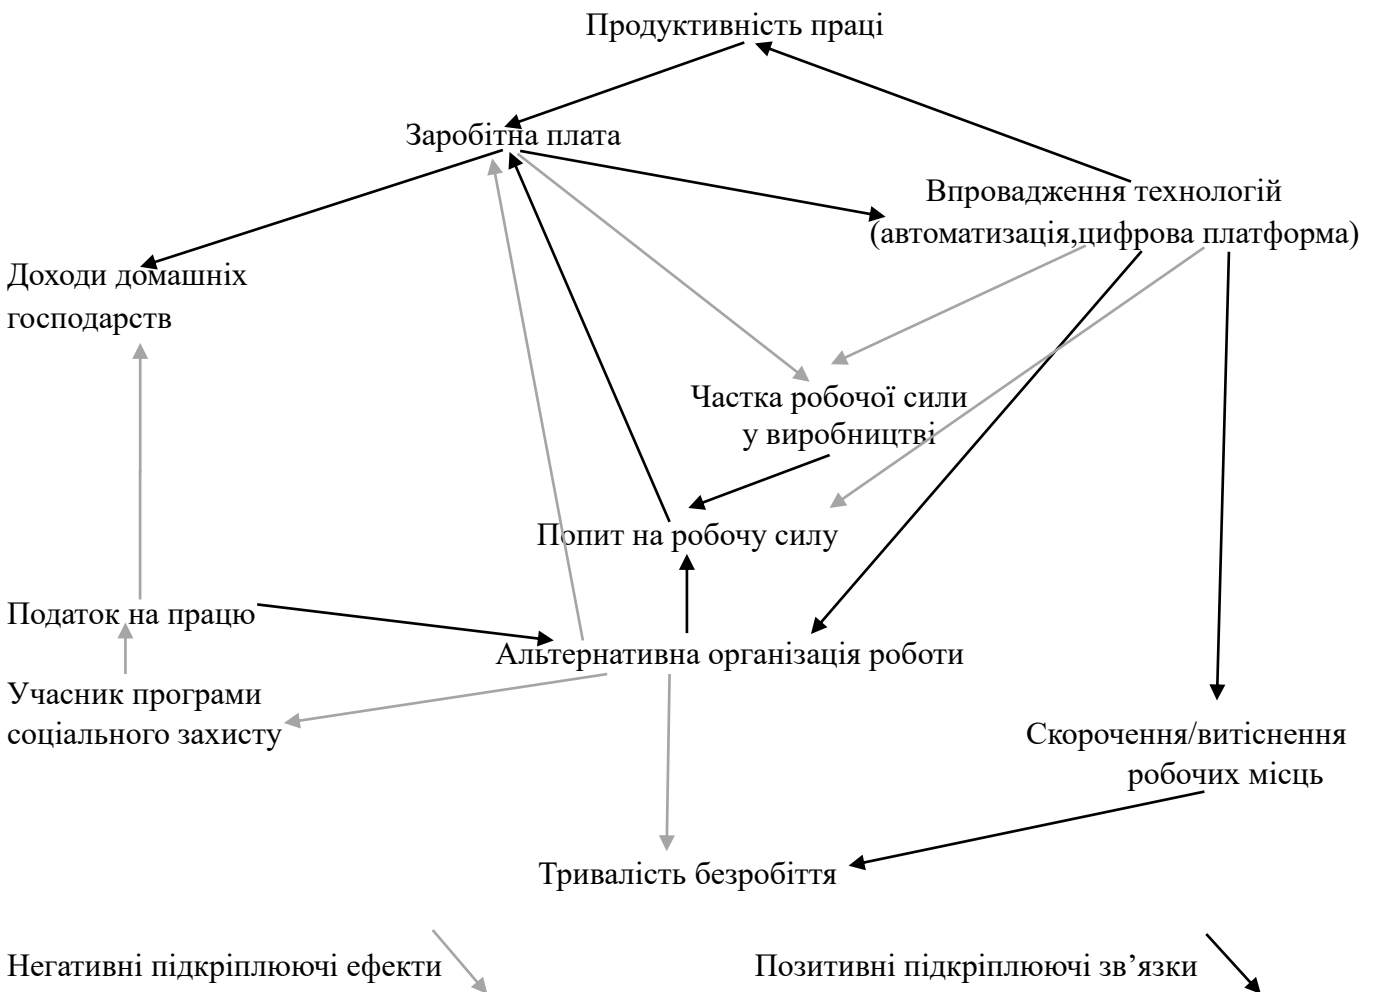 Продуктивність праці
Заробітна плата
Впровадження технологій
(автоматизація,цифрова платформа)
Доходи домашніх
господарств
Частка робочої сили
у виробництві
Попит на робочу силу
Податок на працю
Альтернативна організація роботи
Учасник програми
соціального захисту
Скорочення/витіснення
робочих місць
Тривалість безробіття
Негативні підкріплюючі ефекти
Позитивні підкріплюючі зв’язки